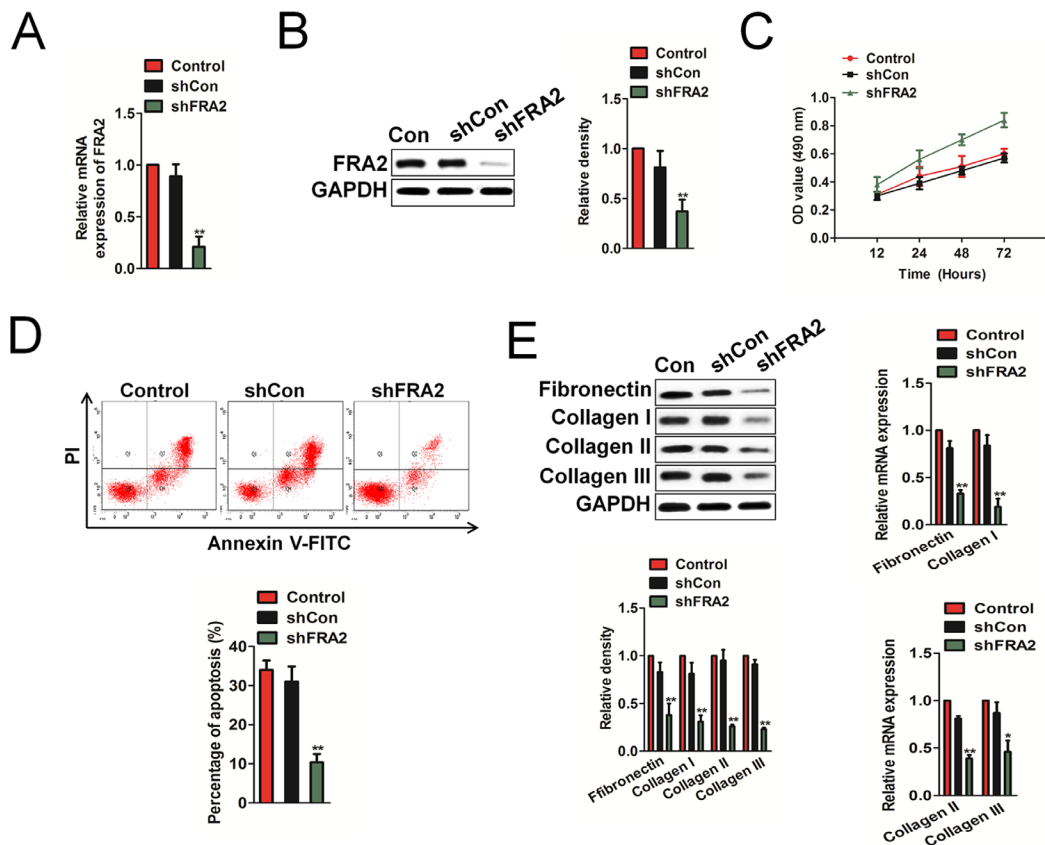 A
Control
shCon
shFRA2
Relative mRNA
expression of FRA2
1.5
1.0
0.5
0.0
**
B
Con shCon shFRA2
FRA2
GAPDH
Control
shCon
shFRA2
Relative density
1.5
1.0
0.5
0.0
**
C
Control
shCon
shFRA2
OD value (490 nm)
1.0
0.8
0.6
0.4
0.2
0.0
12 24 48 72
Time (Hours)
D
Control shCon shFRA2
PI
Annexin V-FITC
Control
shCon
shFRA2
Percentage of apoptosis (%)
40
30
20
10
0
**
E
Con shCon shFRA2
Fibronectin
Collagen I
Collagen II
Collagen III
GAPDH
Control
shCon
shFRA2
Relative density
1.5
1.0
0.5
0.0
** ** ** **
Ffibronectin Collagen I Collagen II Collagen III
Control
shCon
shFRA2
Relative mRNA expression
1.5
1.0
0.5
0.0
** **
Fibronectin Collagen I
Control
shCon
shFRA2
Relative mRNA expression
1.5
1.0
0.5
0.0
** *
Collagen II Collagen III